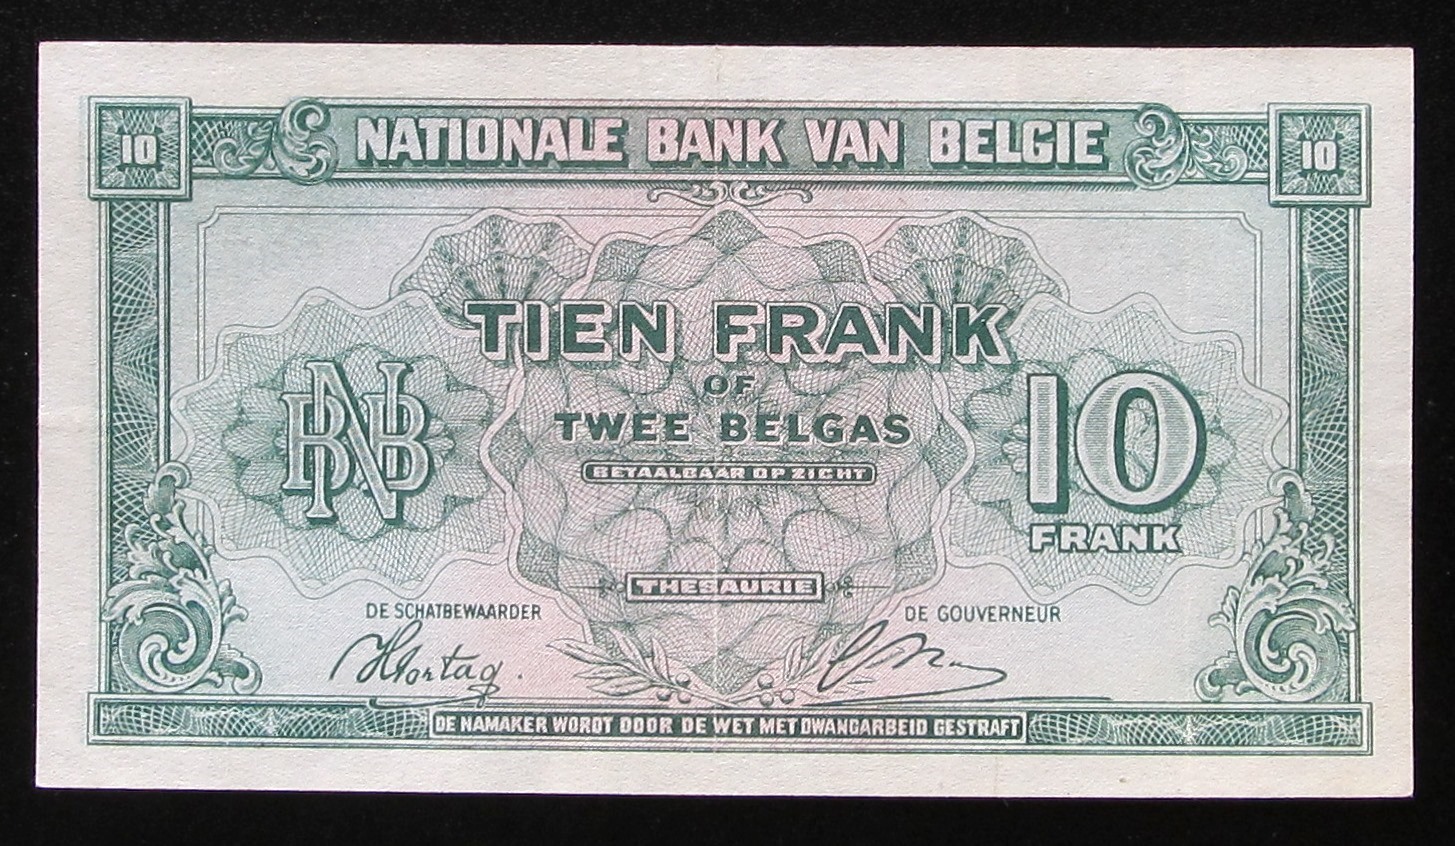 10 NATIONALE BANK VAN BELGIE 10
TIEN FRANK
OF
TWEE BELGAS
BETAALBAAR OP ZICHT
BNB
10
FRANK
THESAURIE
DE SCHATBEWAARDER
DE GOUVERNEUR
DE NAMAKER WORDT DOOR DE WET MET DWANGARBEID GESTRAFT